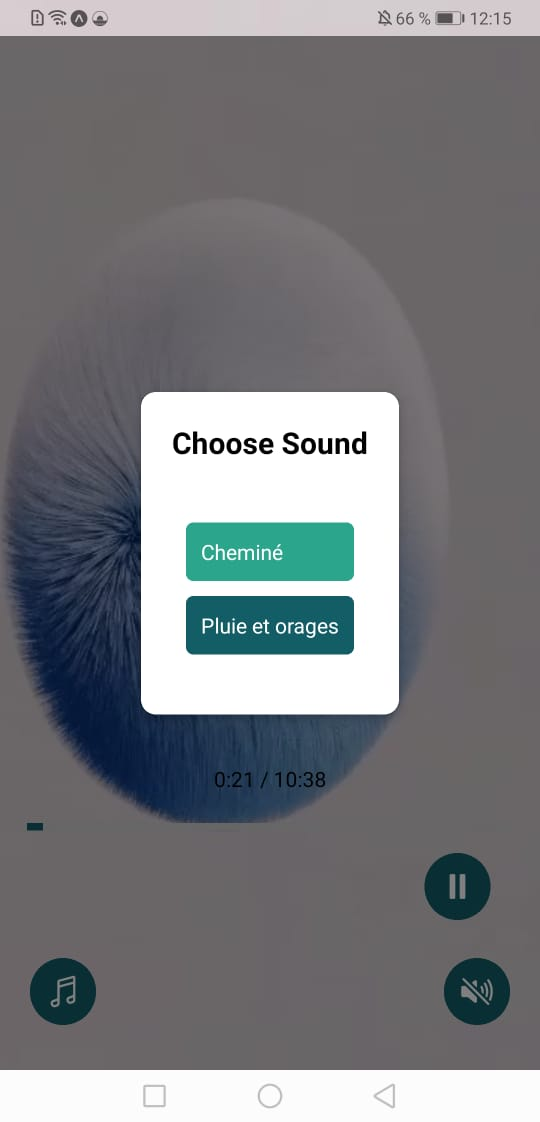 66 % 12:15
Choose Sound
Cheminé
Pluie et orages
0:21 / 10:38